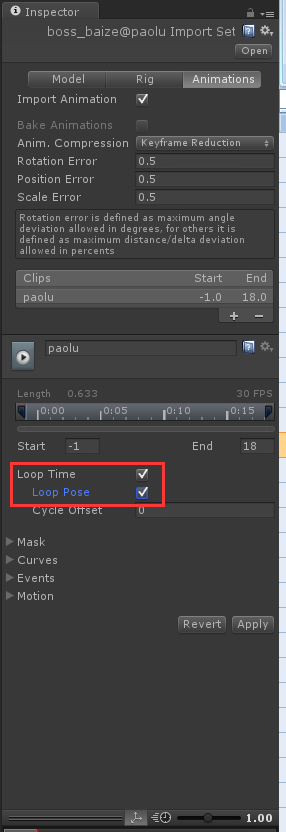 Inspector
boss_baize@paolu Import Set
Open
Model Rig Animations
Import Animation
Bake Animations
Anim. Compression Keyframe Reduction
Rotation Error 0.5
Position Error 0.5
Scale Error 0.5
Rotation error is defined as maximum angle
deviation allowed in degrees, for others it is
defined as maximum distance/delta deviation
allowed in percents
Clips Start End
paolu -1.0 18.0
paolu
Length 0.633 30 FPS
0:00 0:05 0:10 0:15
Start -1 End 18
Loop Time
Loop Pose
Cycle Offset 0
Mask
Curves
Events
Motion
Revert Apply
1.00